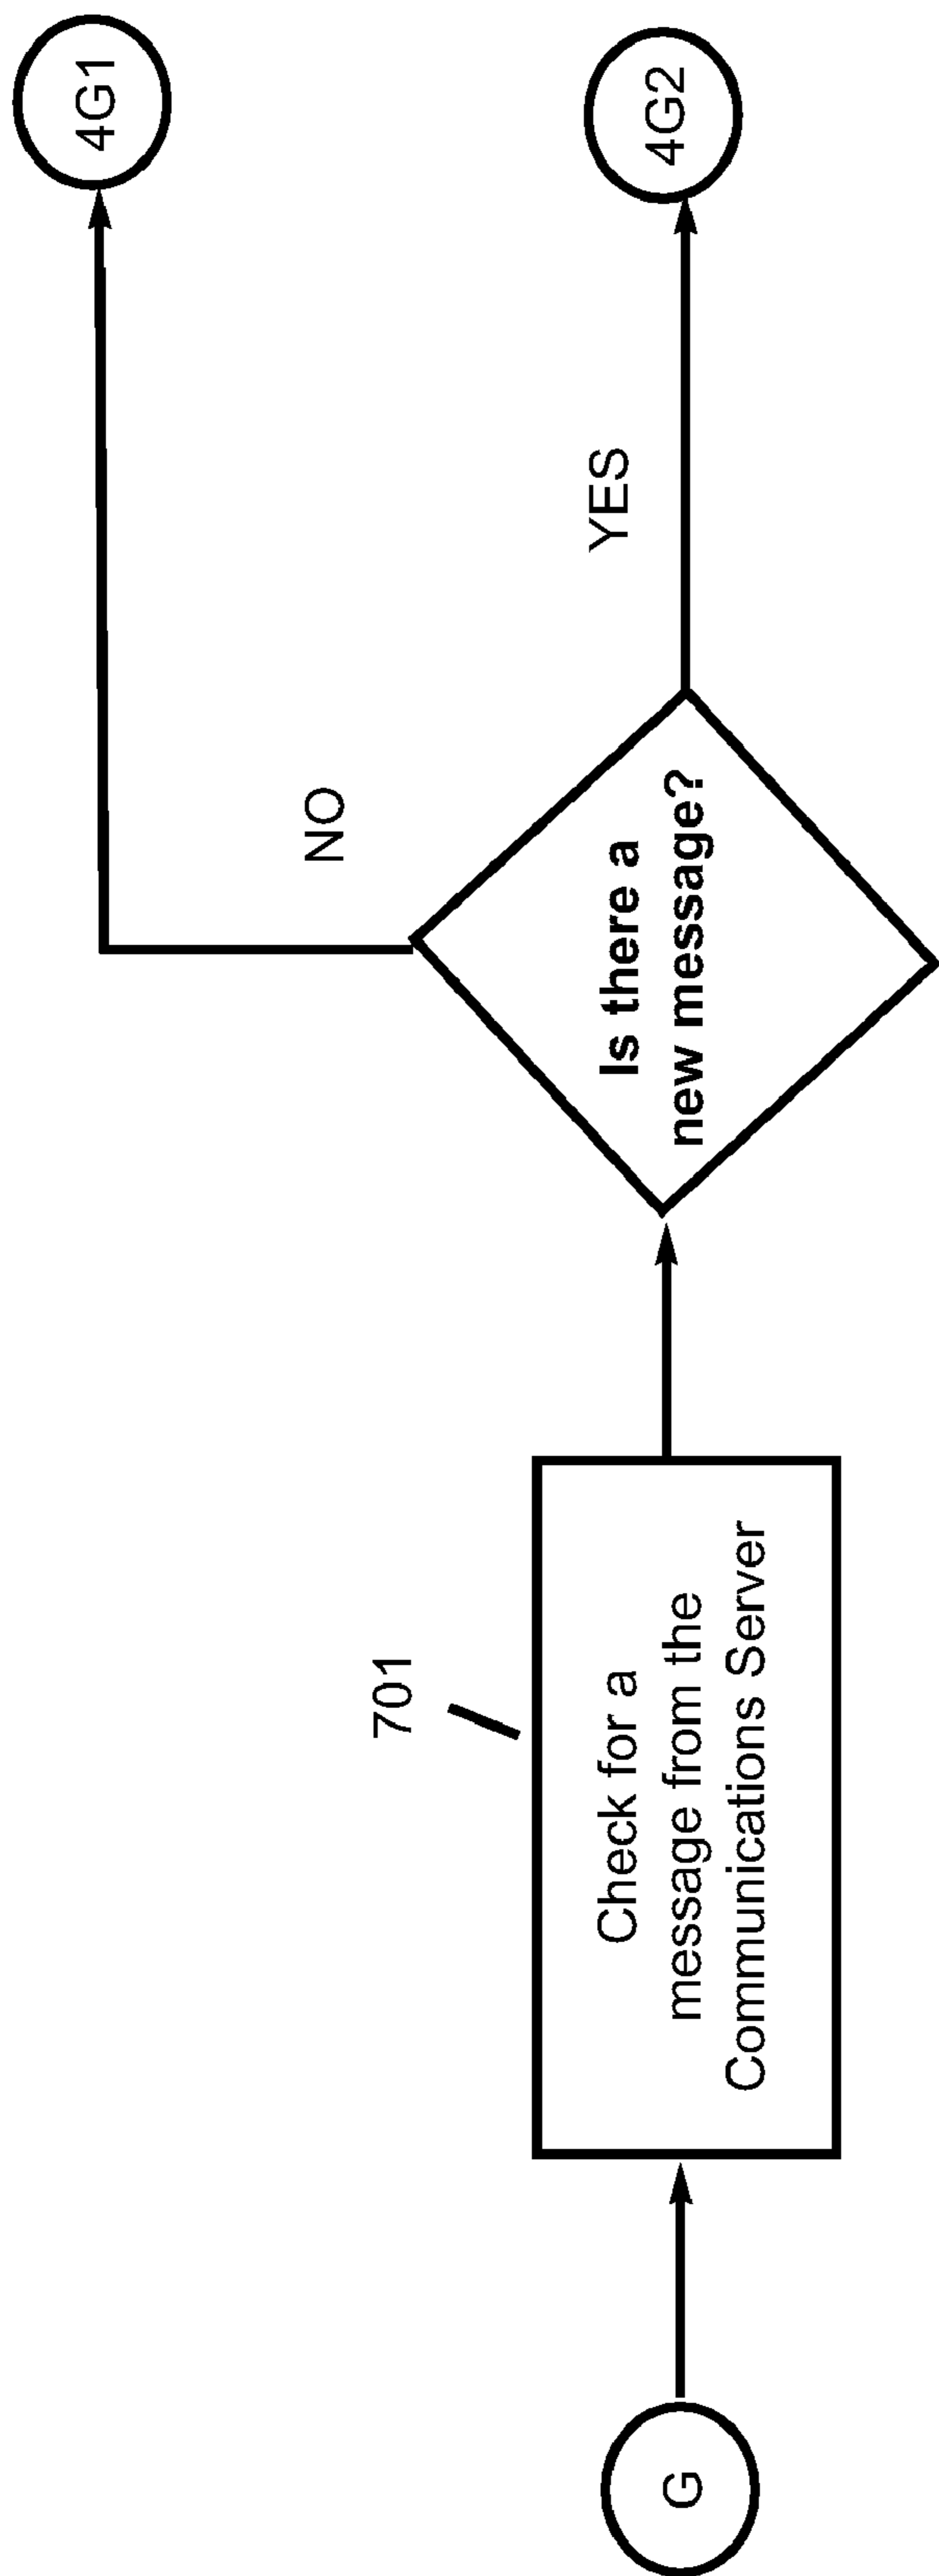 G
701
Check for a
message from the
Communications Server
Is there a
new message?
NO
YES
4G1
4G2